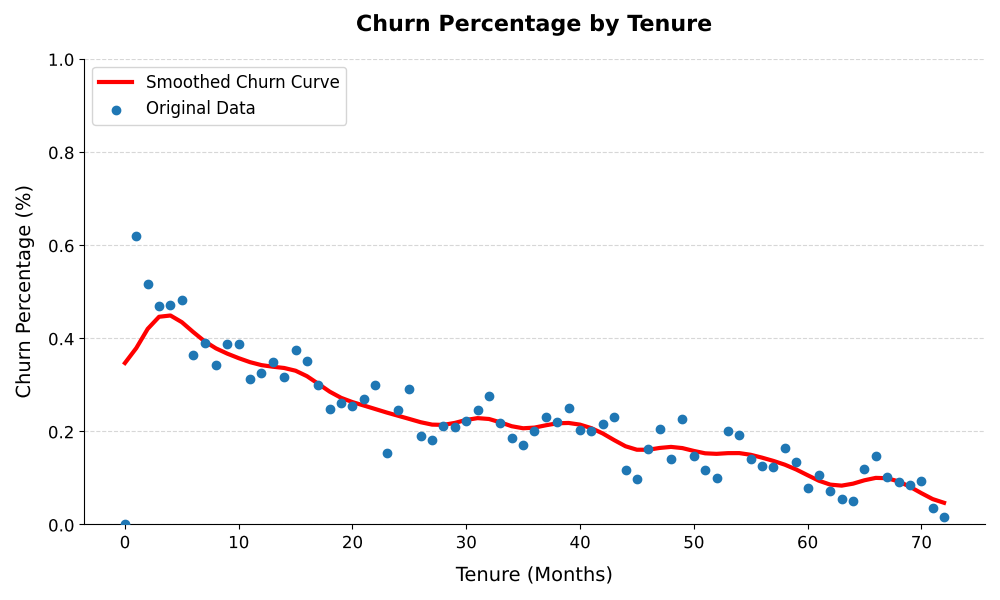 Churn Percentage by Tenure
Smoothed Churn Curve
Original Data
Churn Percentage (%)
1.0
0.8
0.6
0.4
0.2
0.0
0 10 20 30 40 50 60 70
Tenure (Months)